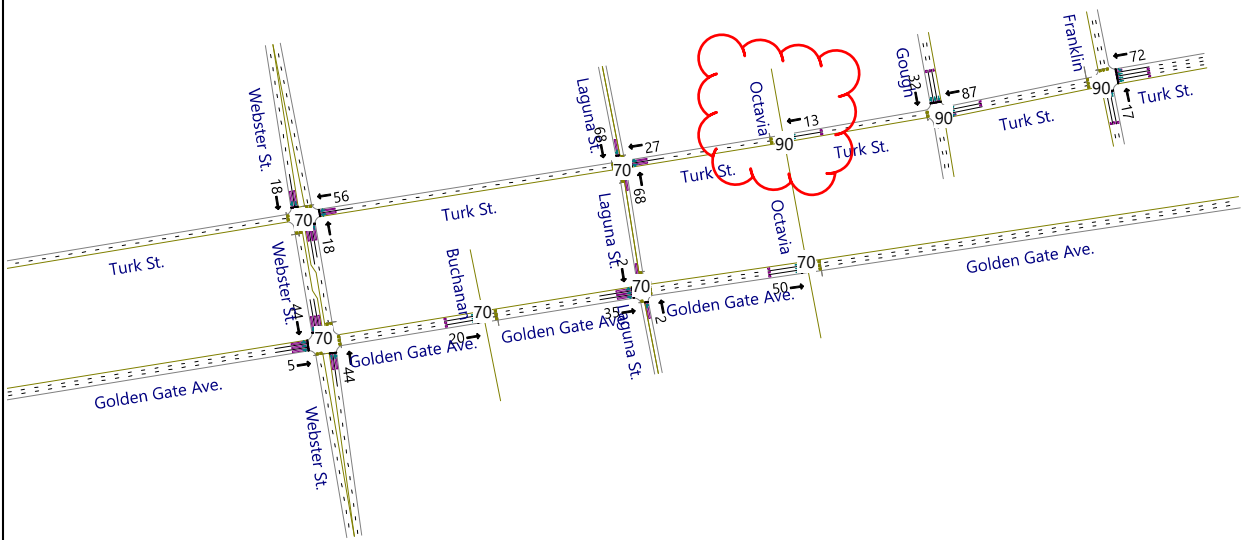 Franklin
72
90
17
Turk St.
Gough
32
87
90
Turk St.
Octavia
13
90
Turk St.
Laguna St.
68
27
70
68
Turk St.
Webster St.
18
56
70
18
Turk St.
Turk St.
Laguna St.
Octavia
70
50
Golden Gate Ave.
Golden Gate Ave.
2
70
35
2
Laguna St.
Buchanan
70
20
Golden Gate Ave.
Webster St.
44
70
5
44
Golden Gate Ave.
Golden Gate Ave.
Webster St.